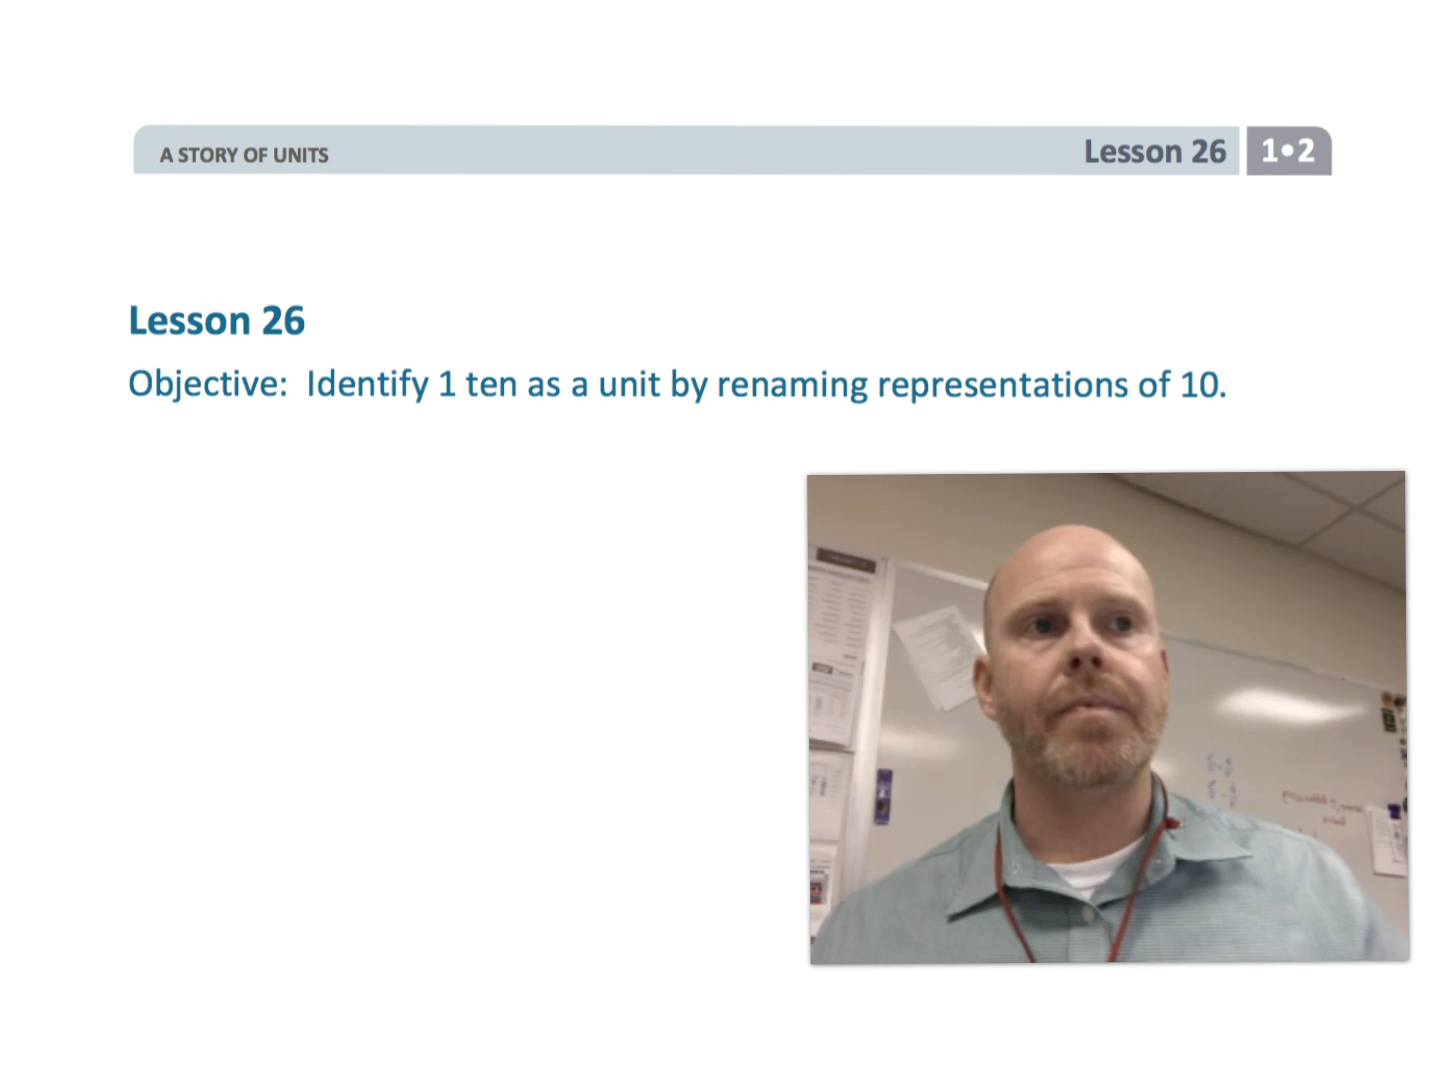 A STORY OF UNITS
Lesson 26
1•2
Lesson 26
Objective: Identify 1 ten as a unit by renaming representations of 10.